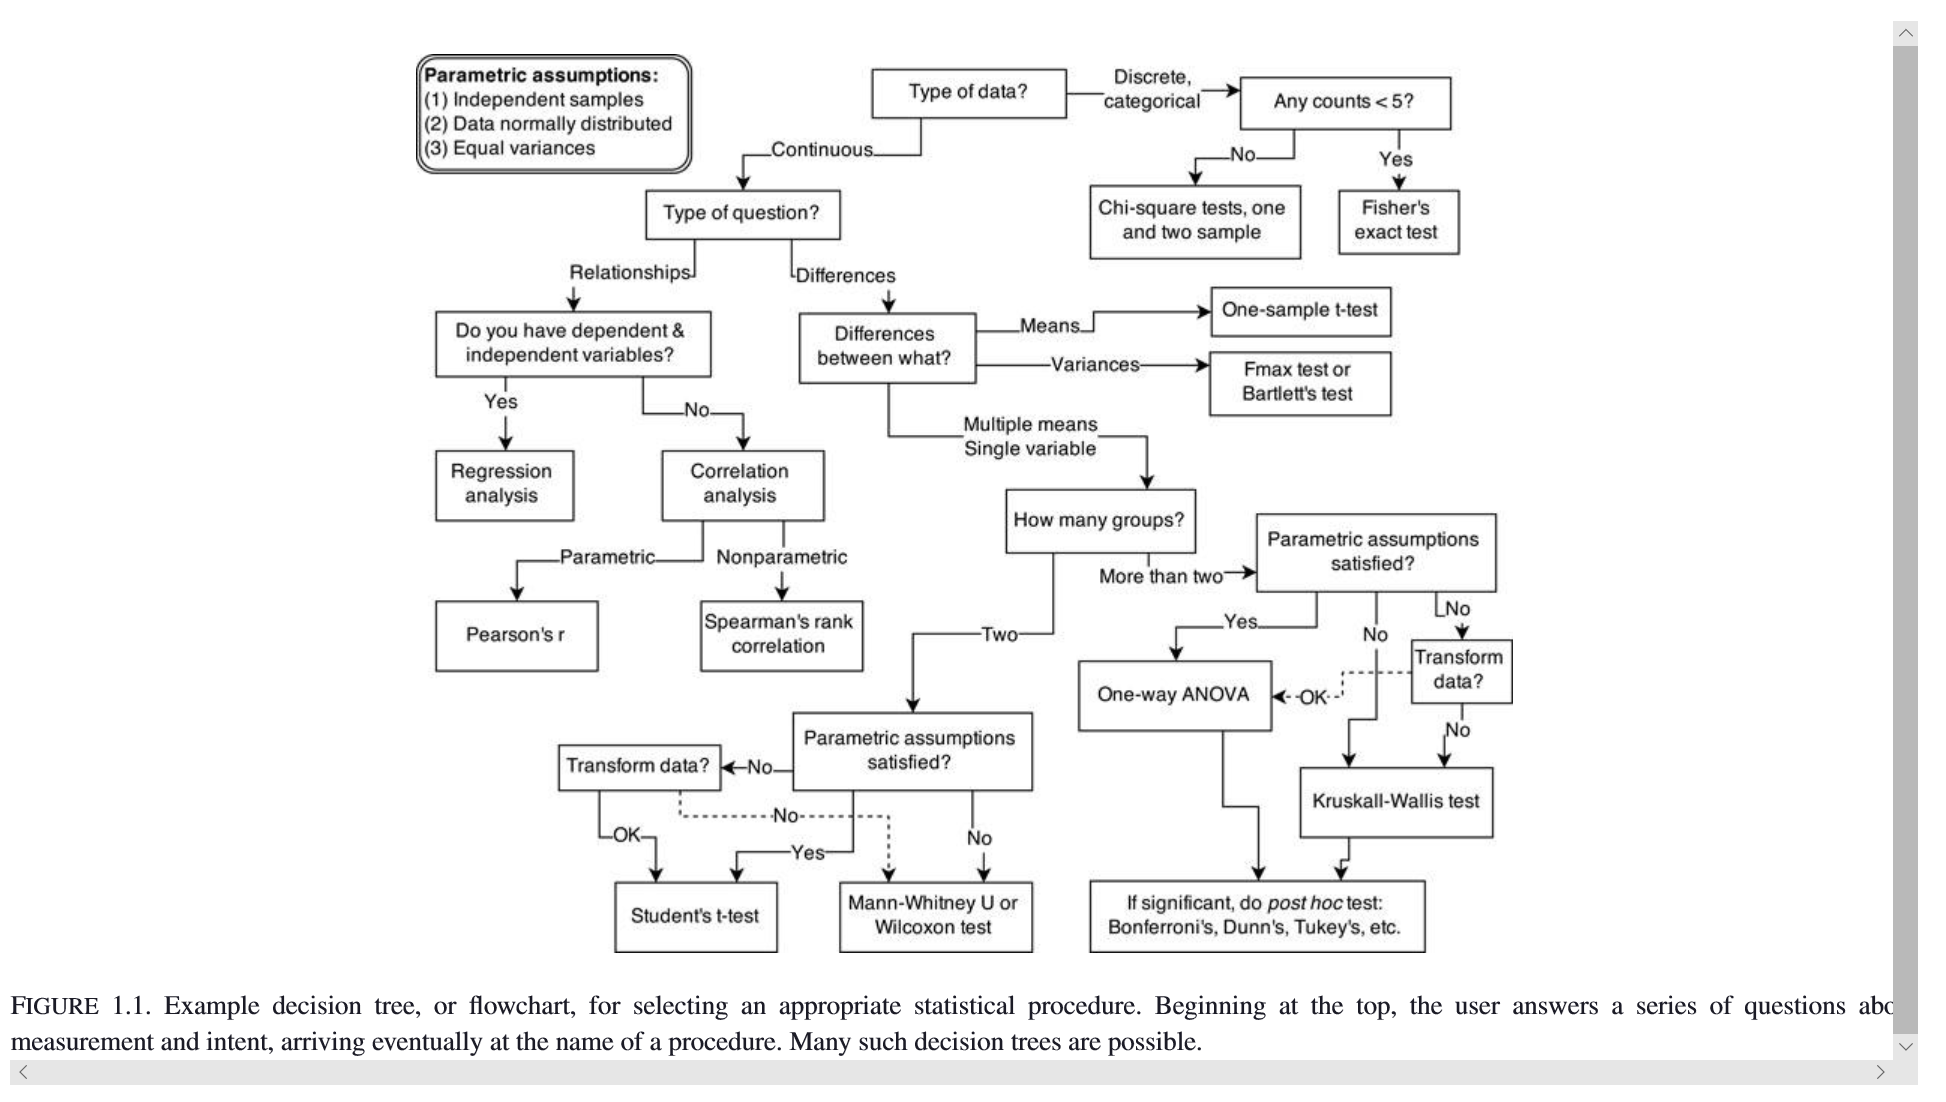 Parametric assumptions:
(1) Independent samples
(2) Data normally distributed
(3) Equal variances
Type of data?
Discrete,
categorical
Any counts < 5?
Continuous
No
Yes
Type of question?
Chi-square tests, one
and two sample
Fisher's
exact test
Relationships
Differences
Do you have dependent &
independent variables?
Differences
between what?
Means
One-sample t-test
Variances
Fmax test or
Bartlett's test
Yes
No
Multiple means
Single variable
Regression
analysis
Correlation
analysis
How many groups?
Parametric assumptions
satisfied?
Parametric
Nonparametric
More than two
Pearson's r
Spearman's rank
correlation
Two
Yes
No
No
Transform
data?
One-way ANOVA
OK
No
Parametric assumptions
satisfied?
Transform data?
No
Kruskall-Wallis test
No
OK
Yes
No
Student's t-test
Mann-Whitney U or
Wilcoxon test
If significant, do post hoc test:
Bonferroni's, Dunn's, Tukey's, etc.
FIGURE 1.1. Example decision tree, or flowchart, for selecting an appropriate statistical procedure. Beginning at the top, the user answers a series of questions abo
measurement and intent, arriving eventually at the name of a procedure. Many such decision trees are possible.